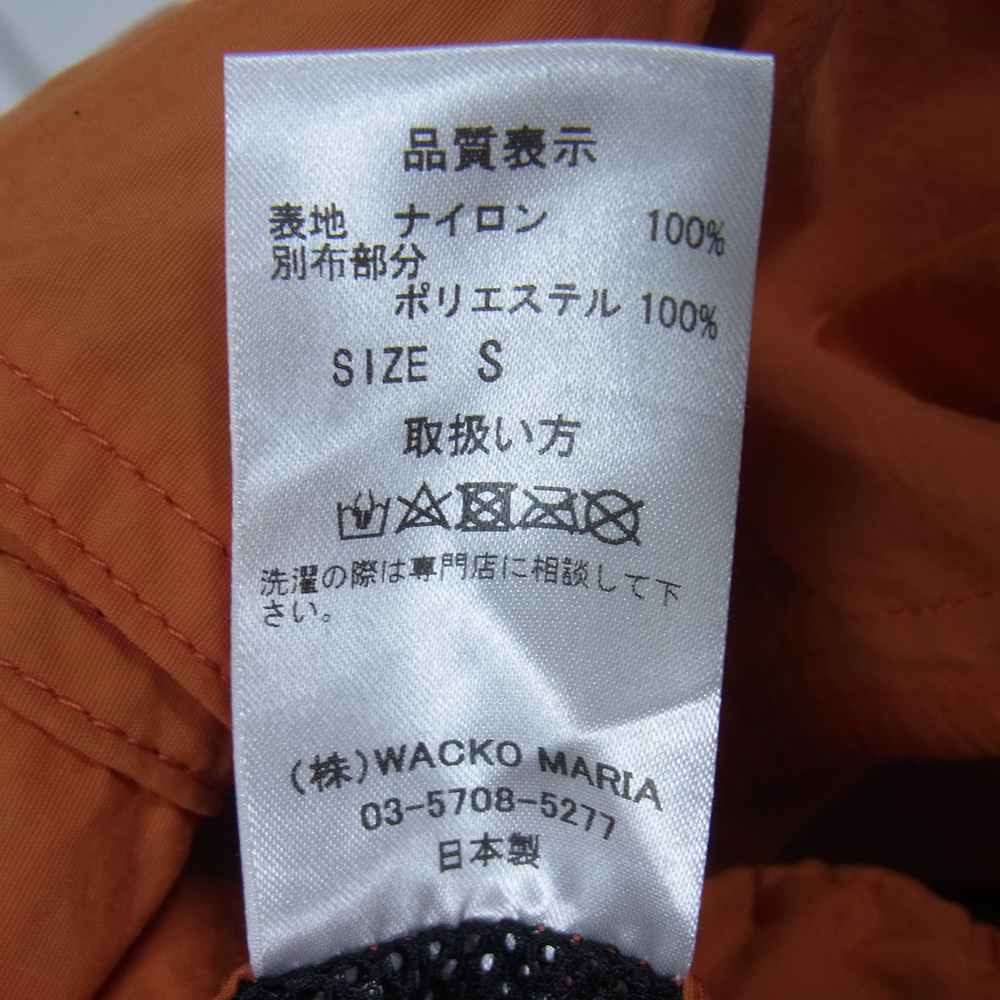 品質表示
表地 ナイロン 100%
別布部分
ポリエステル 100%
SIZE S
取扱い方
洗濯の際は専門店に相談して下
さい。
(株)WACKO MARIA
03-5708-5277
日本製